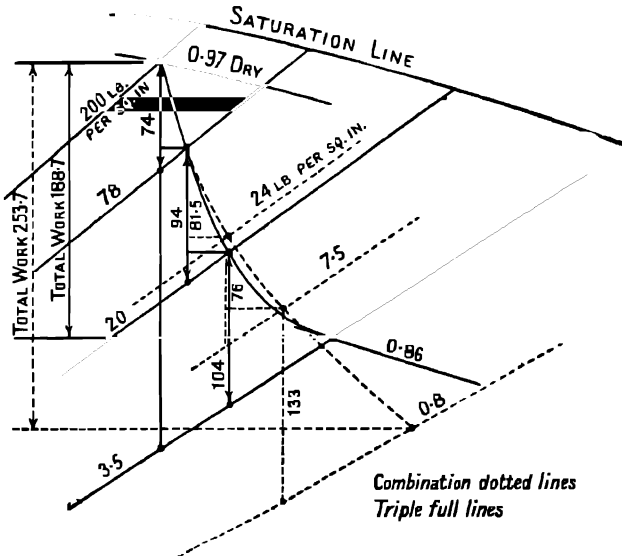 SATURATION LINE
0·97 DRY
200 LB.
PER SQ.IN
74
78
TOTAL WORK 253·7
TOTAL WORK 188·7
94
81·5
24 LB PER SQ. IN.
7·5
20
76
104
133
0·86
0·8
3·5
Combination dotted lines
Triple full lines